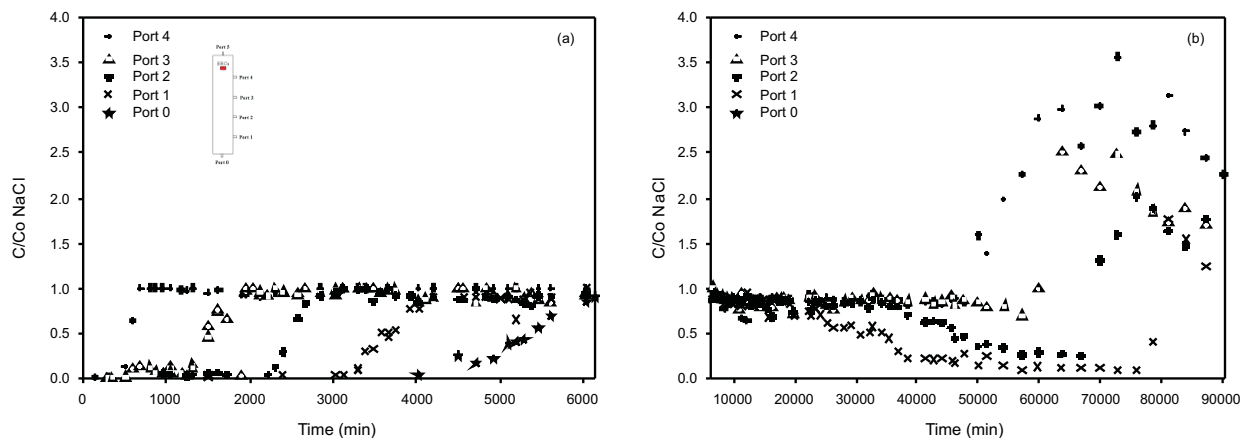 4.0
3.5
3.0
2.5
2.0
1.5
1.0
0.5
0.0
C/Co NaCl
Port 4
Port 3
Port 2
Port 1
Port 0
Port 5
Port 4
Port 3
Port 2
Port 1
Port 0
(a)
0 1000 2000 3000 4000 5000 6000
Time (min)
4.0
3.5
3.0
2.5
2.0
1.5
1.0
0.5
0.0
C/Co NaCl
Port 4
Port 3
Port 2
Port 1
Port 0
(b)
10000 20000 30000 40000 50000 60000 70000 80000 90000
Time (min)